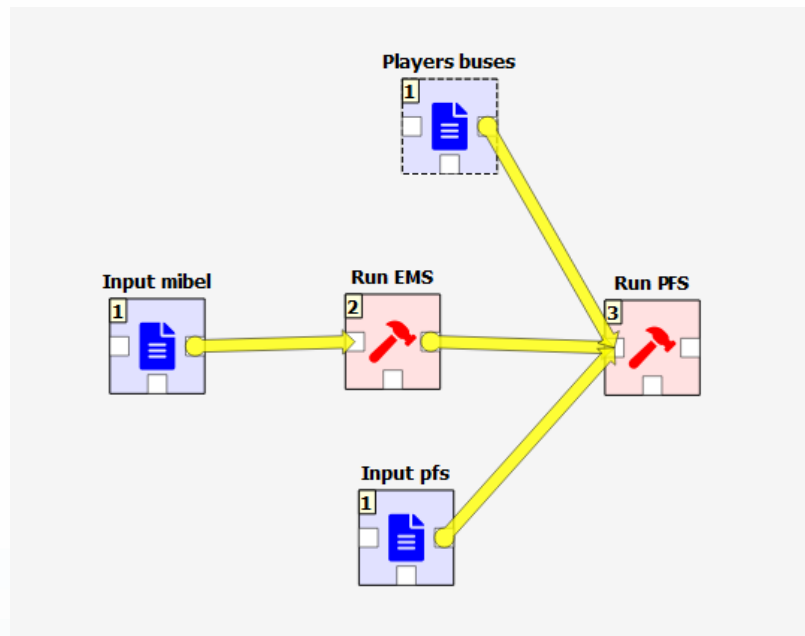 Players buses
1
Input mibel
1
Run EMS
2
Run PFS
3
Input pfs
1